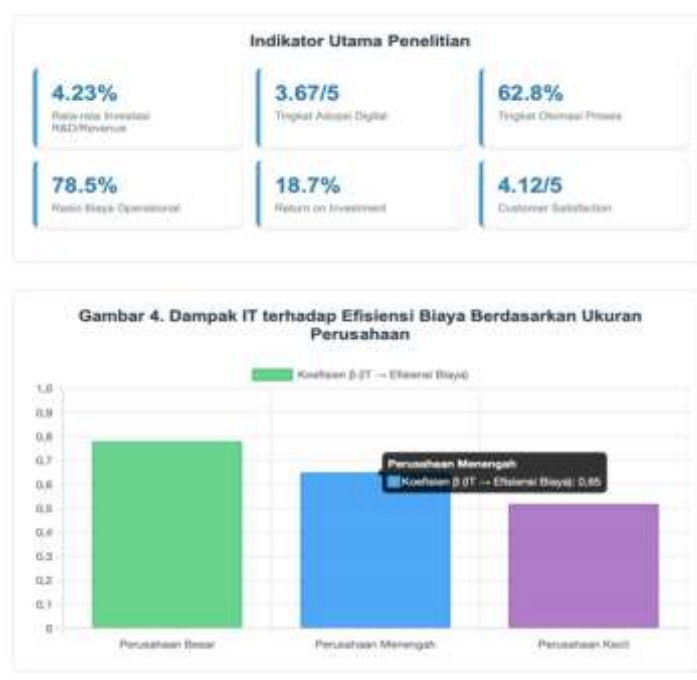 Indikator Utama Penelitian
4.23%
Rata-rata Investasi
R&D/Revenue
3.67/5
Tingkat Adopsi Digital
62.8%
Tingkat Otomasi Proses
78.5%
Rasio Biaya Operasional
18.7%
Return on Investment
4.12/5
Customer Satisfaction
Gambar 4. Dampak IT terhadap Efisiensi Biaya Berdasarkan Ukuran
Perusahaan
Koefisien β (IT → Efisiensi Biaya)
1,0
0,9
0,8
0,7
0,6
0,5
0,4
0,3
0,2
0,1
0
Perusahaan Menengah
Koefisien β (IT → Efisiensi Biaya): 0,65
Perusahaan Besar
Perusahaan Menengah
Perusahaan Kecil